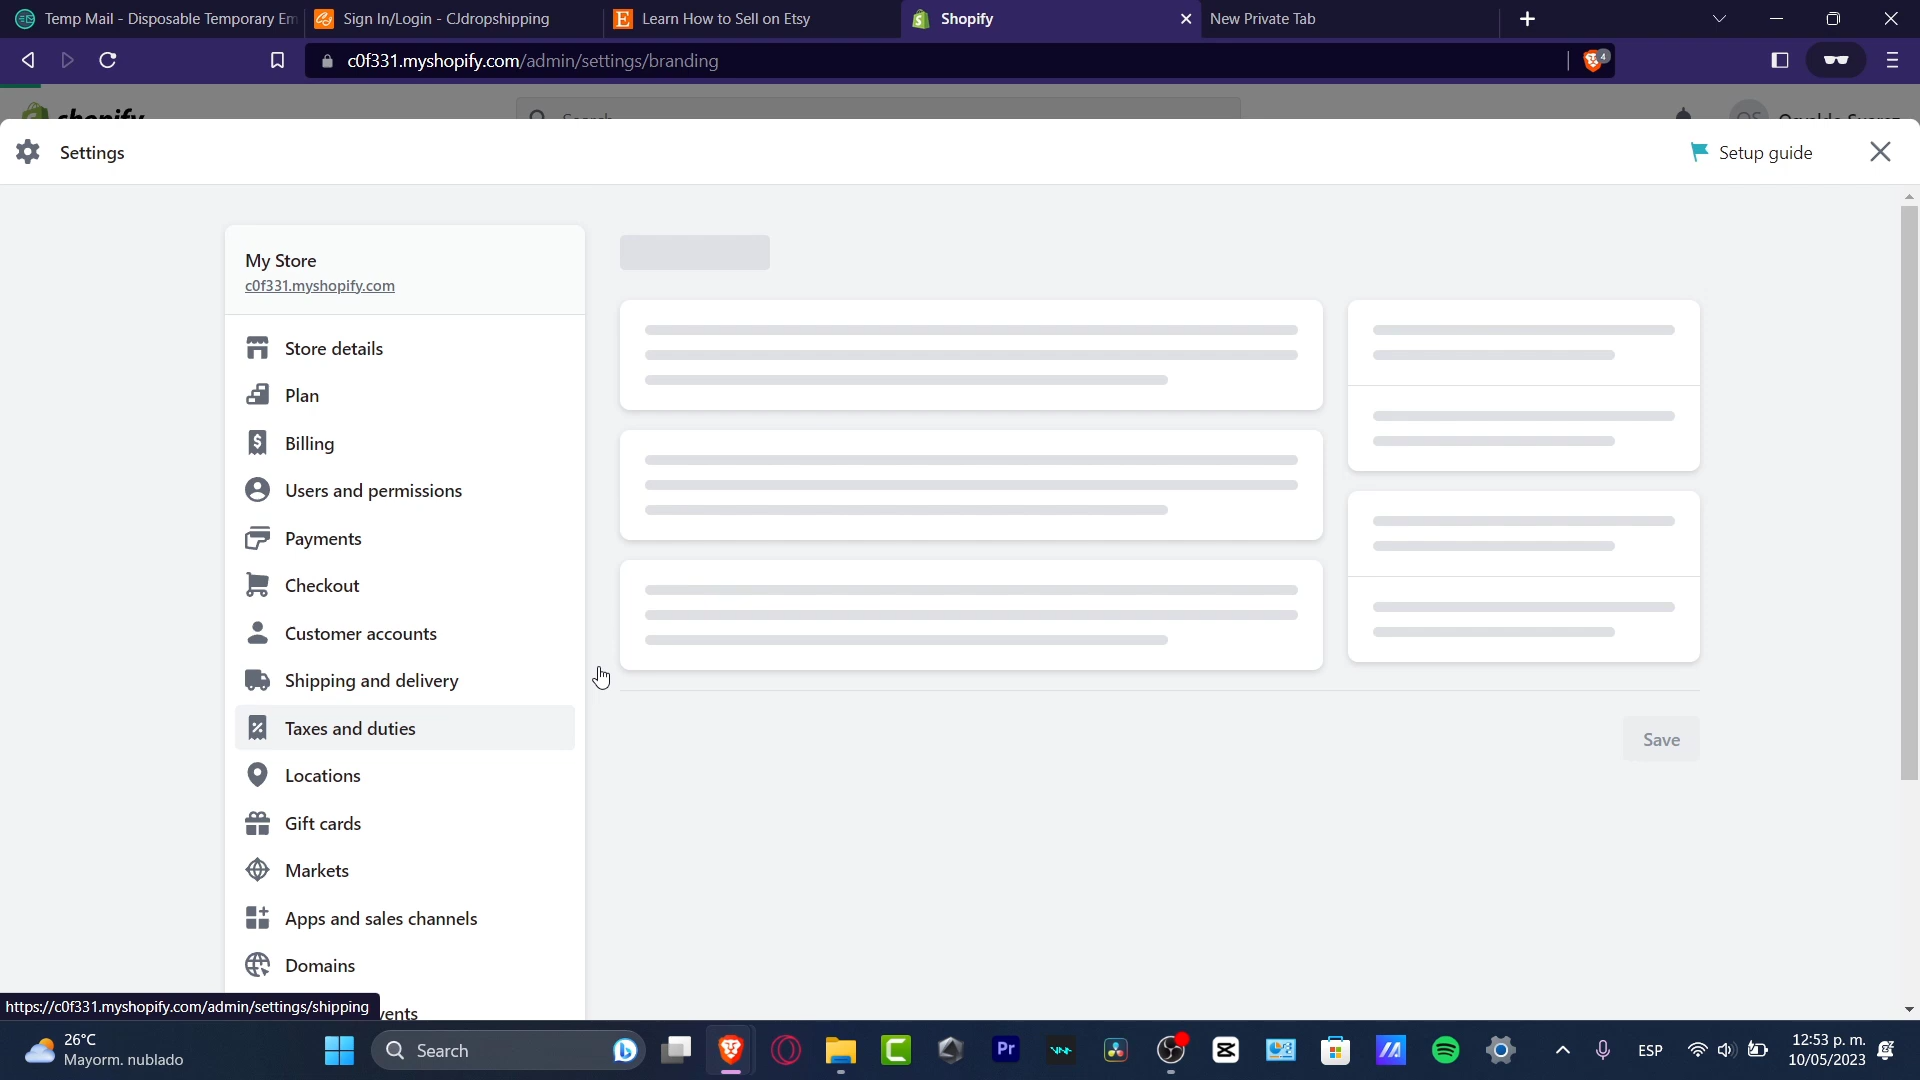 Temp Mail - Disposable Temporary Em
Sign In/Login - CJdropshipping
Learn How to Sell on Etsy
Shopify
New Private Tab
c0f331.myshopify.com/admin/settings/branding
4
shopify
Search
Settings
Setup guide
My Store
c0f331.myshopify.com
Store details
Plan
Billing
Users and permissions
Payments
Checkout
Customer accounts
Shipping and delivery
Taxes and duties
Save
Locations
Gift cards
Markets
Apps and sales channels
Domains
https://c0f331.myshopify.com/admin/settings/shipping
26°C
Mayorm. nublado
Search
Pr
ESP
12:53 p. m.
10/05/2023